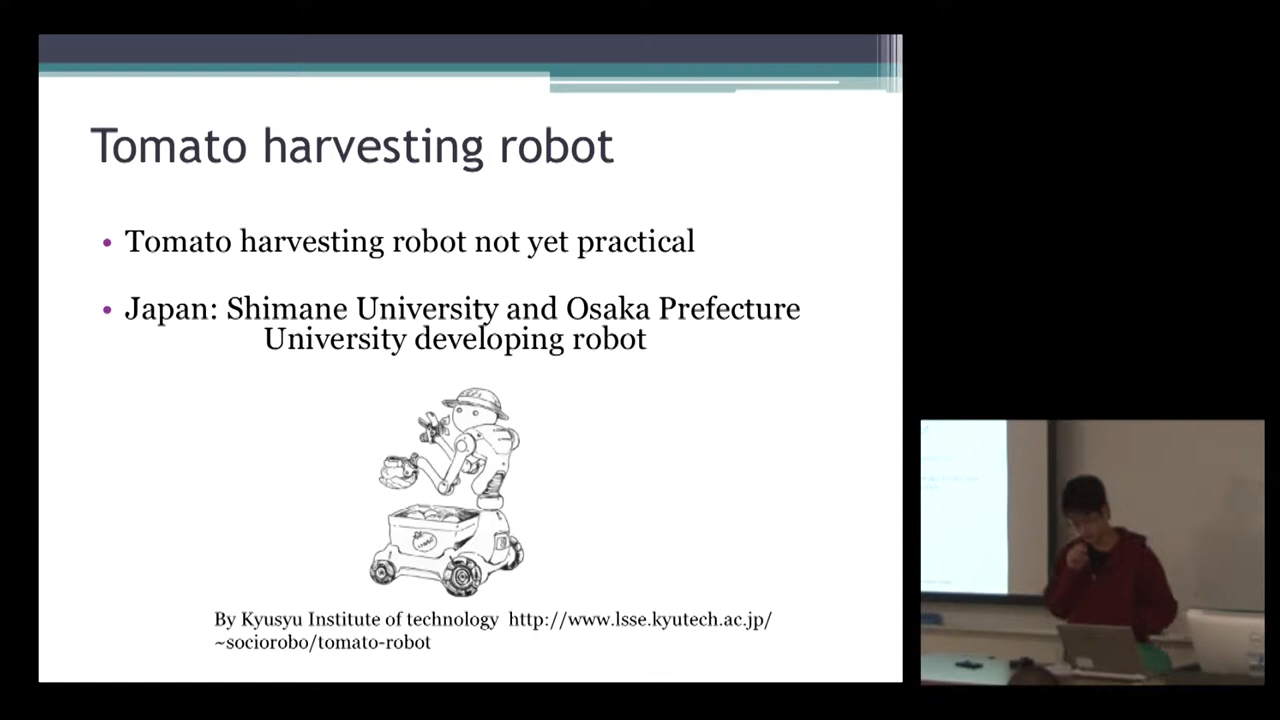 Tomato harvesting robot
• Tomato harvesting robot not yet practical
• Japan: Shimane University and Osaka Prefecture
University developing robot
By Kyusyu Institute of technology http://www.lsse.kyutech.ac.jp/
~sociorobo/tomato-robot